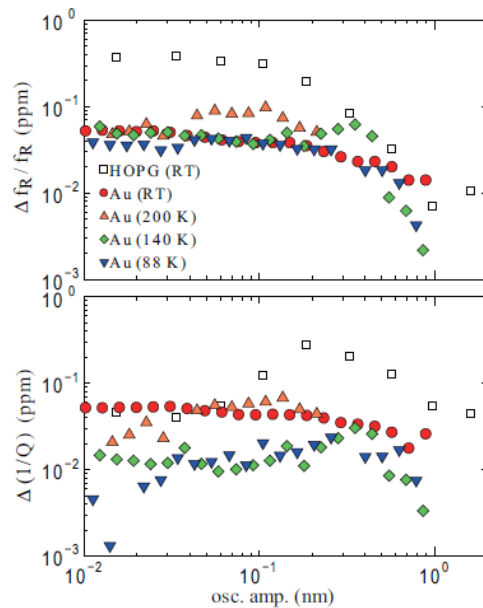 10⁰
10⁻¹
10⁻²
10⁻³
Δ f_R / f_R (ppm)
HOPG (RT)
Au (RT)
Au (200 K)
Au (140 K)
Au (88 K)
10⁰
10⁻¹
10⁻²
10⁻³
Δ (1/Q) (ppm)
10⁻² 10⁻¹ 10⁰
osc. amp. (nm)